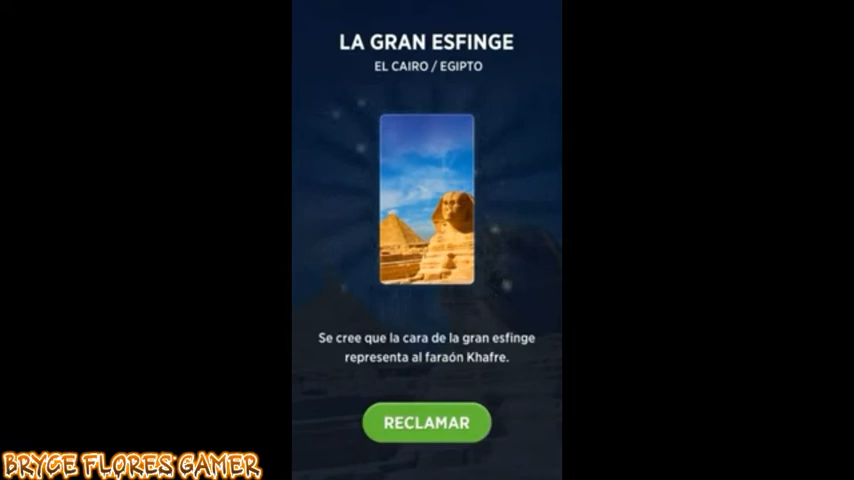 LA GRAN ESFINGE
EL CAIRO / EGIPTO
Se cree que la cara de la gran esfinge
representa al faraón Khafre.
RECLAMAR
BRYCE FLORES GAMER